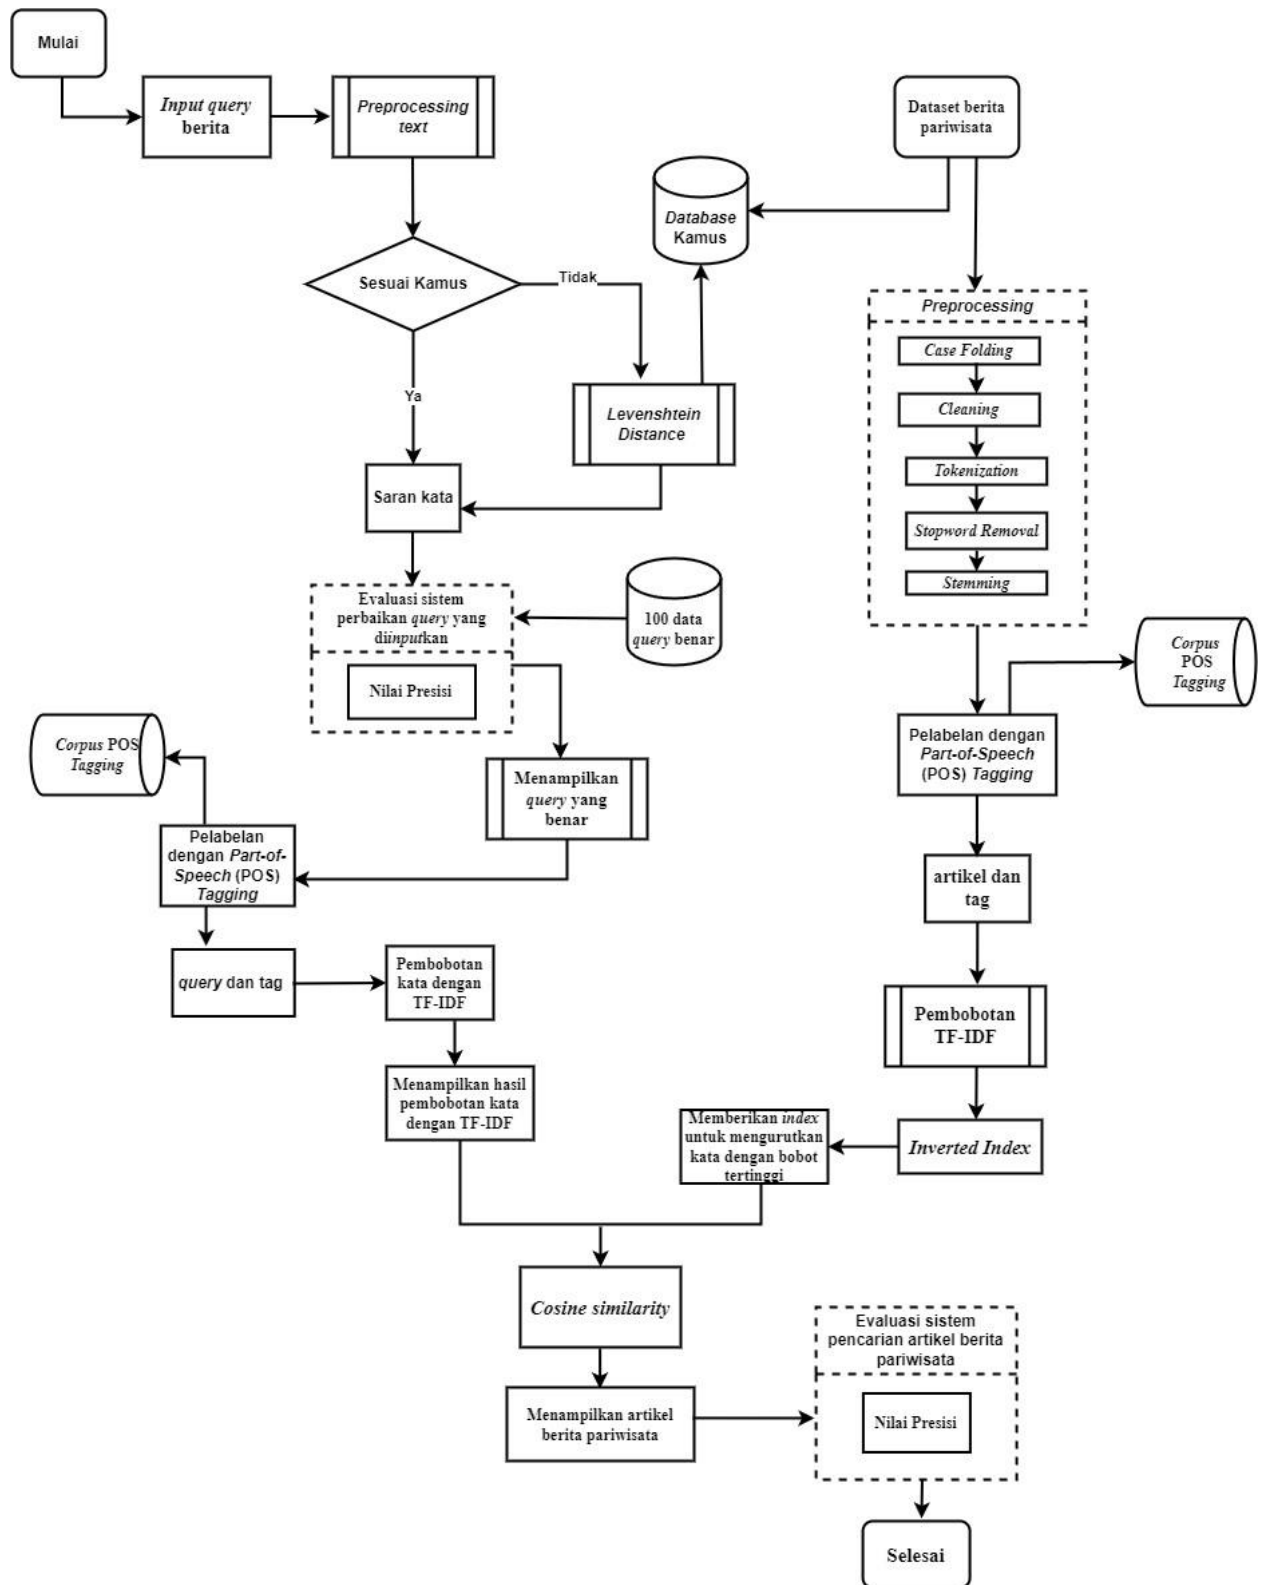 Mulai
Input query
berita
Preprocessing
text
Dataset berita
pariwisata
Database
Kamus
Sesuai Kamus
Tidak
Ya
Levenshtein
Distance
Saran kata
Preprocessing
Case Folding
Cleaning
Tokenization
Stopword Removal
Stemming
Evaluasi sistem
perbaikan query yang
diinputkan
Nilai Presisi
100 data
query benar
Corpus
POS
Tagging
Pelabelan dengan
Part-of-Speech
(POS) Tagging
Corpus POS
Tagging
Menampilkan
query yang
benar
Pelabelan
dengan Part-of-
Speech (POS)
Tagging
artikel dan
tag
query dan tag
Pembobotan
kata dengan
TF-IDF
Pembobotan
TF-IDF
Menampilkan hasil
pembobotan kata
dengan TF-IDF
Memberikan index
untuk mengurutkan
kata dengan bobot
tertinggi
Inverted Index
Cosine similarity
Menampilkan artikel
berita pariwisata
Evaluasi sistem
pencarian artikel berita
pariwisata
Nilai Presisi
Selesai